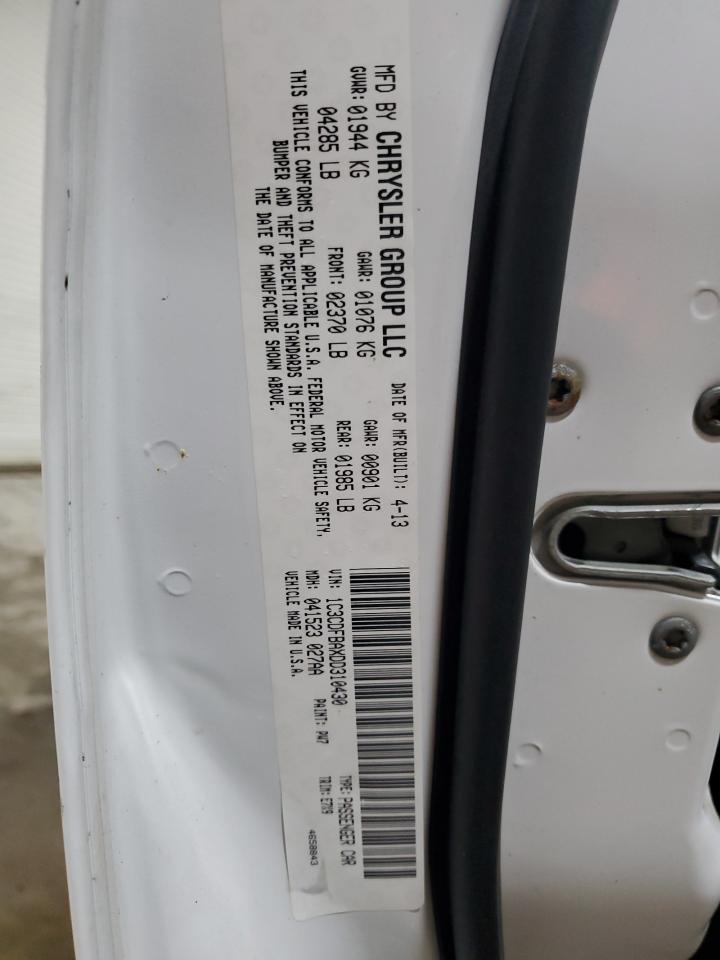 MFD BY CHRYSLER GROUP LLC DATE OF MFR(BUILT): 4-13
GVWR: 01944 KG GAWR: 01076 KG GAWR: 00901 KG
04285 LB FRONT: 02370 LB REAR: 01985 LB
THIS VEHICLE CONFORMS TO ALL APPLICABLE U.S.A. FEDERAL MOTOR VEHICLE SAFETY,
BUMPER AND THEFT PREVENTION STANDARDS IN EFFECT ON
THE DATE OF MANUFACTURE SHOWN ABOVE.
VIN: 1C3CDFBAXDD310430 TYPE: PASSENGER CAR
MDH: 041523 027AA PAINT: PW7 TRIM: E7X9
VEHICLE MADE IN U.S.A. 4658843